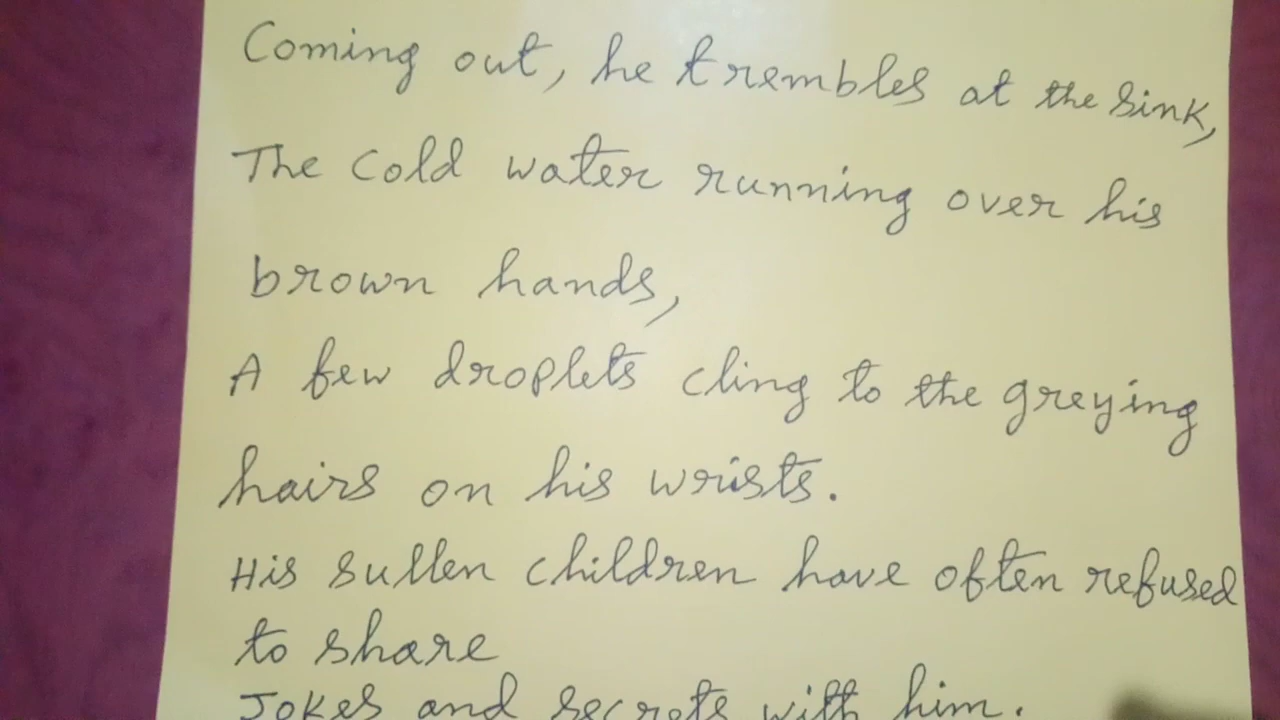 Coming out, he trembles at the sink,
The cold water running over his
brown hands,
A few droplets cling to the greying
hairs on his wrists.
His sullen children have often refused
to share
Jokes and secrets with him.